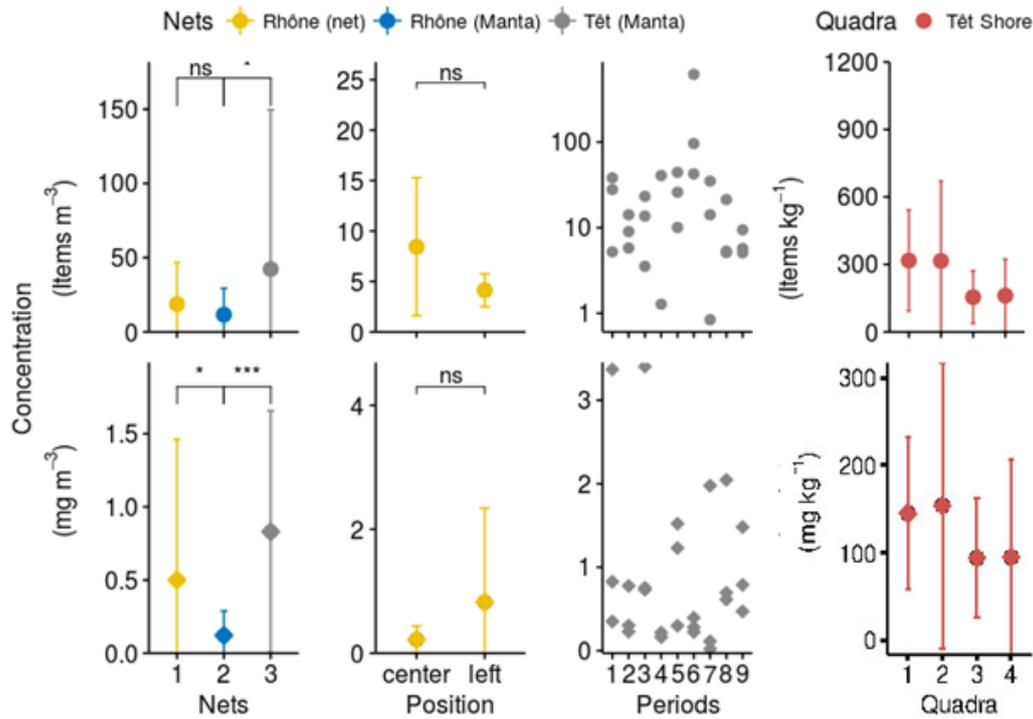 Nets Rhône (net) Rhône (Manta) Têt (Manta) Quadra Têt Shore
Concentration
(Items m⁻³)
150
100
50
0
ns
25
20
15
10
5
0
ns
100
10
1
(Items kg⁻¹)
1200
900
600
300
0
(mg m⁻³)
1.5
1.0
0.5
0.0
* ***
1 2 3
Nets
4
2
0
ns
center left
Position
3
2
1
0
1 2 3 4 5 6 7 8 9
Periods
(mg kg⁻¹)
300
200
100
0
1 2 3 4
Quadra